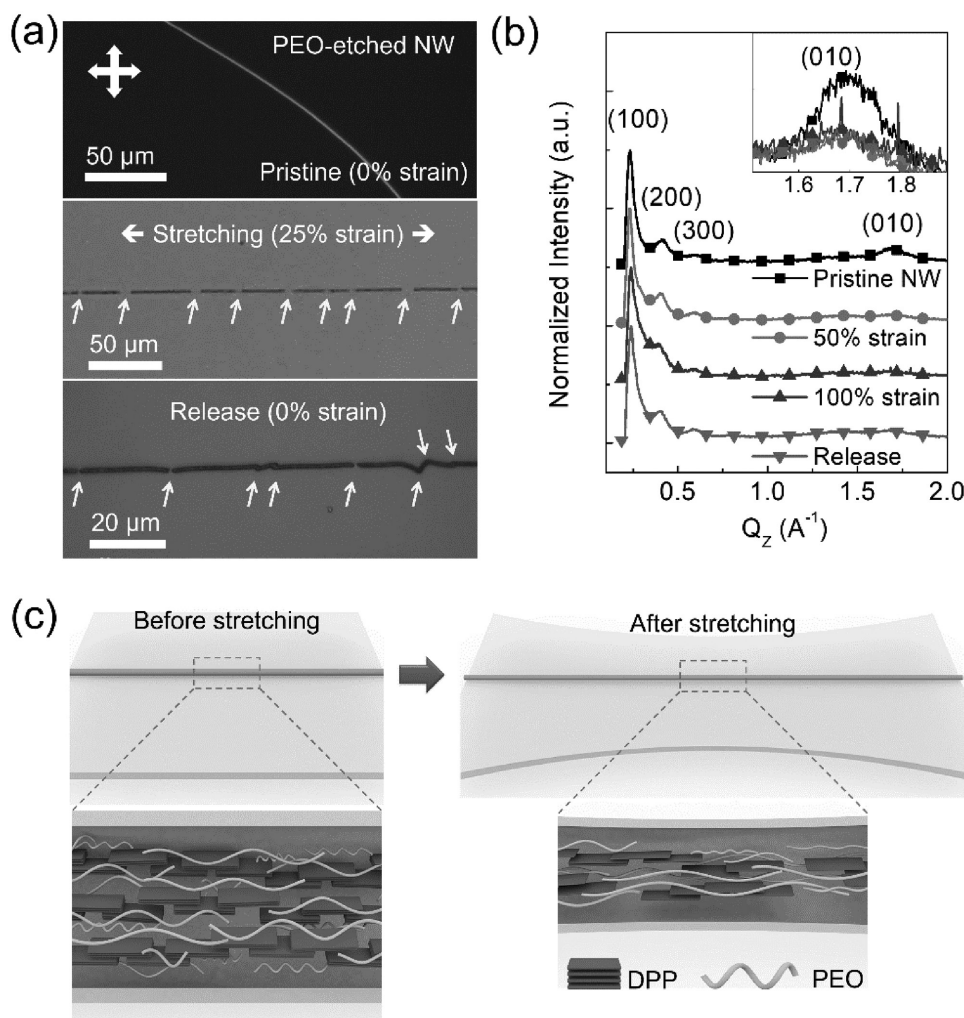 (a)
PEO-etched NW
50 μm
Pristine (0% strain)
Stretching (25% strain)
50 μm
Release (0% strain)
20 μm
(b)
(010)
1.6 1.7 1.8
(100)
(200)
(300)
(010)
Pristine NW
50% strain
100% strain
Release
Normalized Intensity (a.u.)
0.5 1.0 1.5 2.0
Q_Z (A⁻¹)
(c)
Before stretching
After stretching
DPP
PEO